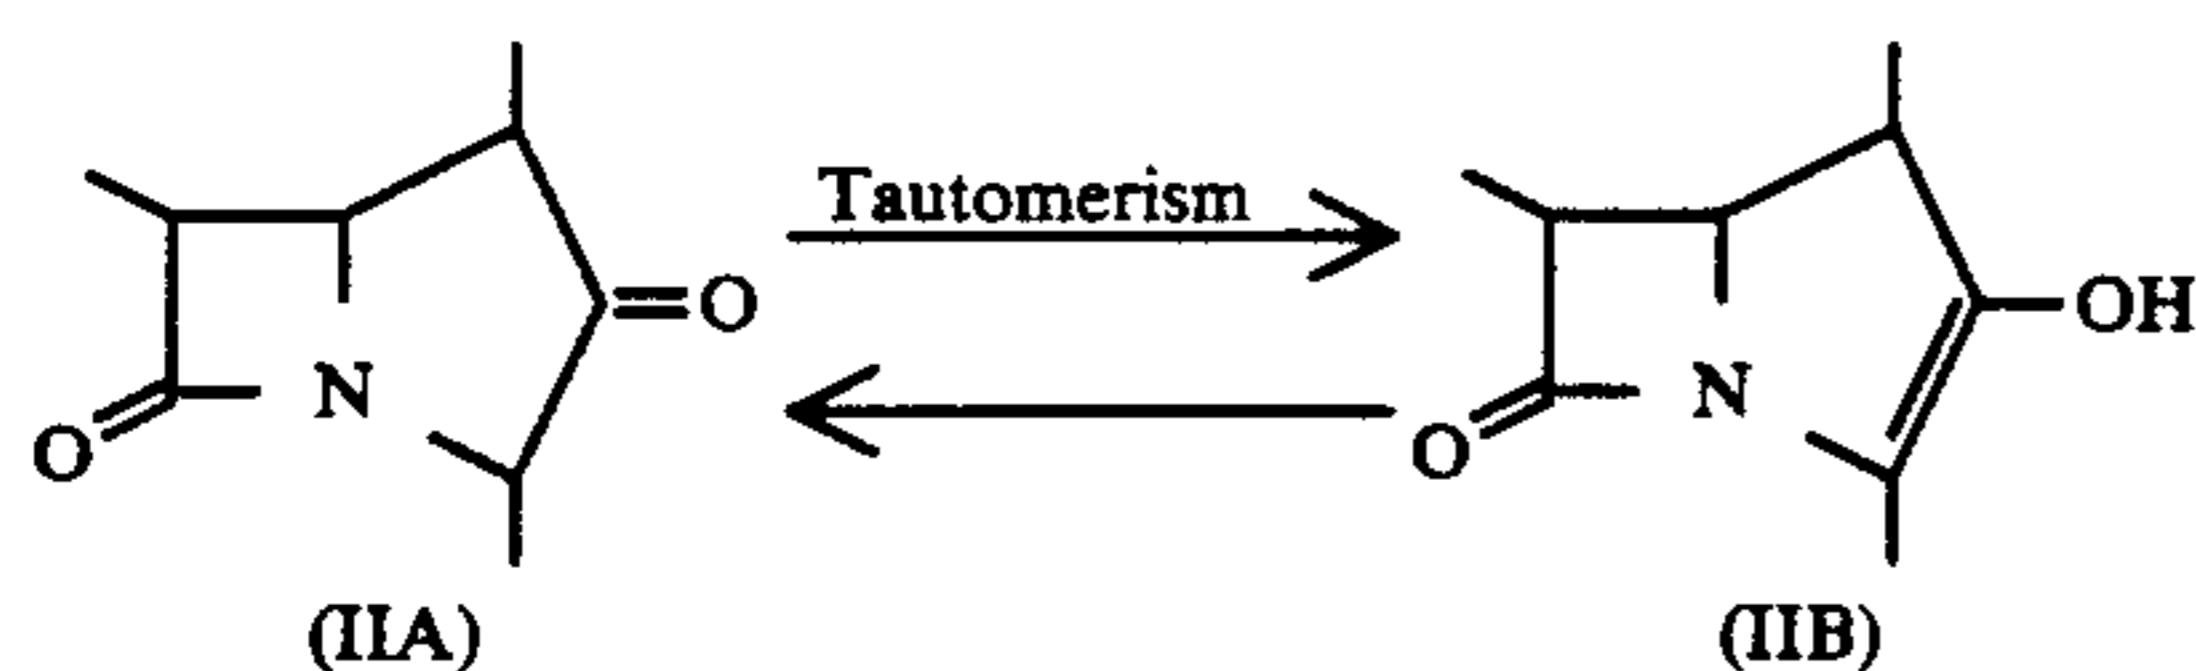 Tautomerism
O
OH
N
N
O
O
(IIA)
(IIB)